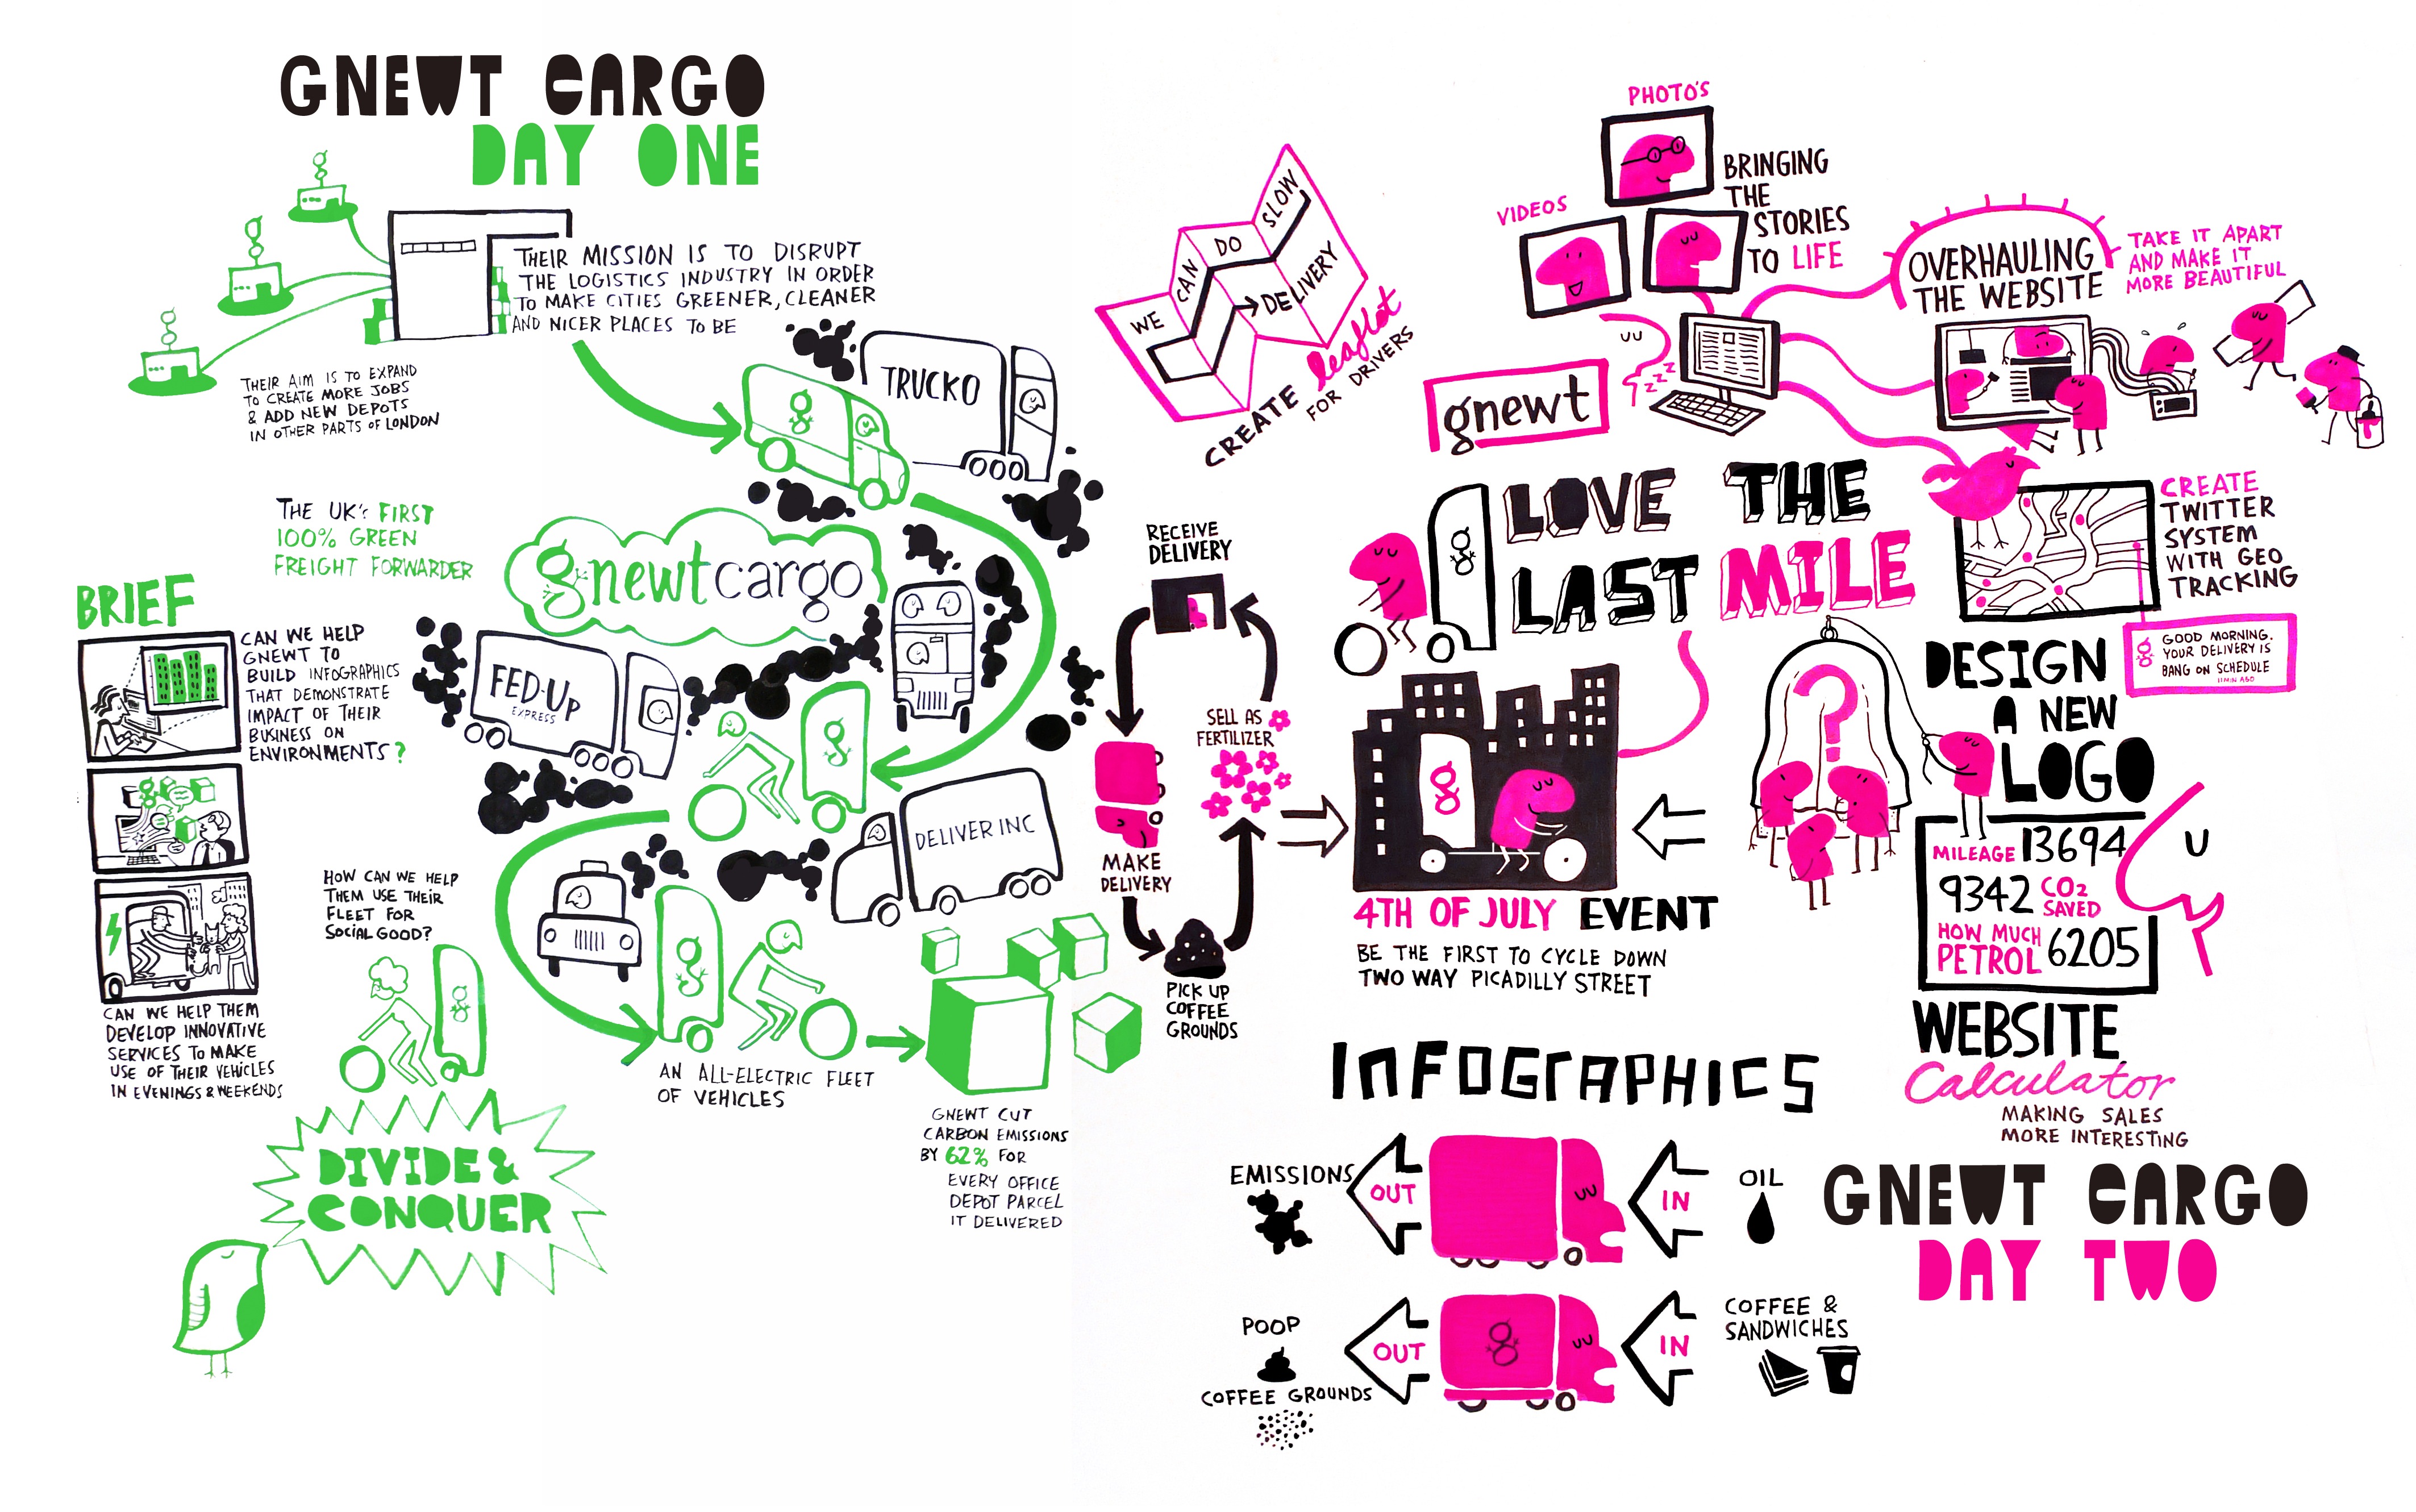 GNEWT CARGO
DAY ONE
THEIR MISSION IS TO DISRUPT
THE LOGISTICS INDUSTRY IN ORDER
TO MAKE CITIES GREENER, CLEANER
AND NICER PLACES TO BE
THEIR AIM IS TO EXPAND
TO CREATE MORE JOBS
& ADD NEW DEPOTS
IN OTHER PARTS OF LONDON
TRUCKO
THE UK'S FIRST
100% GREEN
FREIGHT FORWARDER
gnewtcargo
BRIEF
CAN WE HELP
GNEWT TO
BUILD INFOGRAPHICS
THAT DEMONSTRATE
IMPACT OF THEIR
BUSINESS ON
ENVIRONMENTS?
FED-UP
EXPRESS
DELIVER INC
HOW CAN WE HELP
THEM USE THEIR
FLEET FOR
SOCIAL GOOD?
CAN WE HELP THEM
DEVELOP INNOVATIVE
SERVICES TO MAKE
USE OF THEIR VEHICLES
IN EVENINGS & WEEKENDS
AN ALL-ELECTRIC FLEET
OF VEHICLES
GNEWT CUT
CARBON EMISSIONS
BY 62% FOR
EVERY OFFICE
DEPOT PARCEL
IT DELIVERED
DIVIDE &
CONQUER
WE CAN DO SLOW
DELIVERY
CREATE leaflet
FOR DRIVERS
PHOTO'S
VIDEOS
BRINGING
THE
STORIES
TO LIFE
OVERHAULING
THE WEBSITE
TAKE IT APART
AND MAKE IT
MORE BEAUTIFUL
zzzz
gnewt
LOVE THE
LAST MILE
CREATE
TWITTER
SYSTEM
WITH GEO
TRACKING
GOOD MORNING.
YOUR DELIVERY IS
BANG ON SCHEDULE
11 MIN AGO
RECEIVE
DELIVERY
SELL AS
FERTILIZER
MAKE
DELIVERY
PICK UP
COFFEE
GROUNDS
4TH OF JULY EVENT
BE THE FIRST TO CYCLE DOWN
TWO WAY PICADILLY STREET
?
DESIGN
A NEW
LOGO
MILEAGE 13694
9342 CO2
SAVED
HOW MUCH
PETROL 6205
WEBSITE
Calculator
MAKING SALES
MORE INTERESTING
INFOGRAPHICS
EMISSIONS
OUT
IN
OIL
POOP
COFFEE GROUNDS
OUT
IN
COFFEE &
SANDWICHES
GNEWT CARGO
DAY TWO